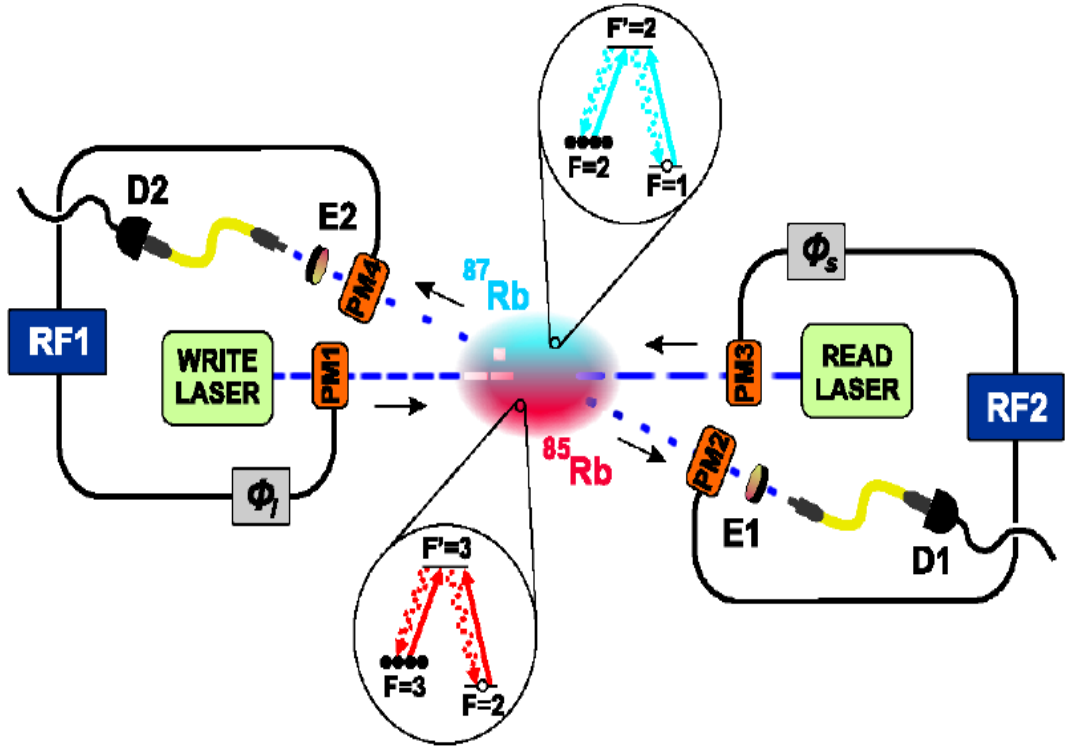 F'=2
F=2
F=1
D2
E2
PM4
87Rb
Φs
RF1
WRITE
LASER
PM1
PM3
READ
LASER
RF2
85Rb
PM2
ΦI
E1
D1
F'=3
F=3
F=2